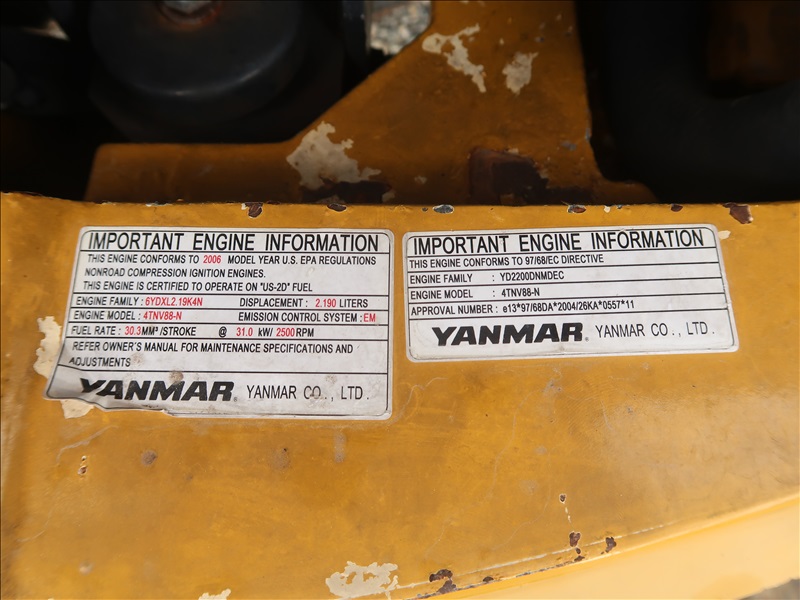 IMPORTANT ENGINE INFORMATION
THIS ENGINE CONFORMS TO 2006 MODEL YEAR U.S. EPA REGULATIONS
NONROAD COMPRESSION IGNITION ENGINES.
THIS ENGINE IS CERTIFIED TO OPERATE ON "US-2D" FUEL
ENGINE FAMILY : 6YDXL2.19K4N DISPLACEMENT : 2.190 LITERS
ENGINE MODEL : 4TNV88-N EMISSION CONTROL SYSTEM : EM
FUEL RATE : 30.3MM³/STROKE @ 31.0 kW/ 2500RPM
REFER OWNER'S MANUAL FOR MAINTENANCE SPECIFICATIONS AND
ADJUSTMENTS
YANMAR. YANMAR CO., LTD.
IMPORTANT ENGINE INFORMATION
THIS ENGINE CONFORMS TO 97/68/EC DIRECTIVE
ENGINE FAMILY : YD2200DNMDEC
ENGINE MODEL : 4TNV88-N
APPROVAL NUMBER : e13*97/68DA*2004/26KA*0557*11
YANMAR. YANMAR CO., LTD.